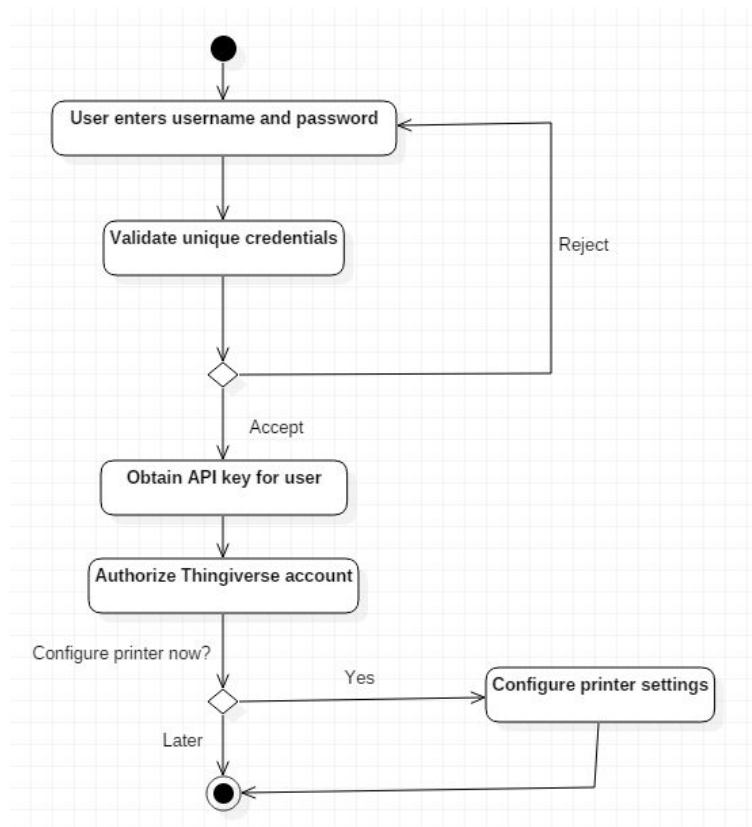 User enters username and password
Validate unique credentials
Reject
Accept
Obtain API key for user
Authorize Thingiverse account
Configure printer now?
Yes
Configure printer settings
Later